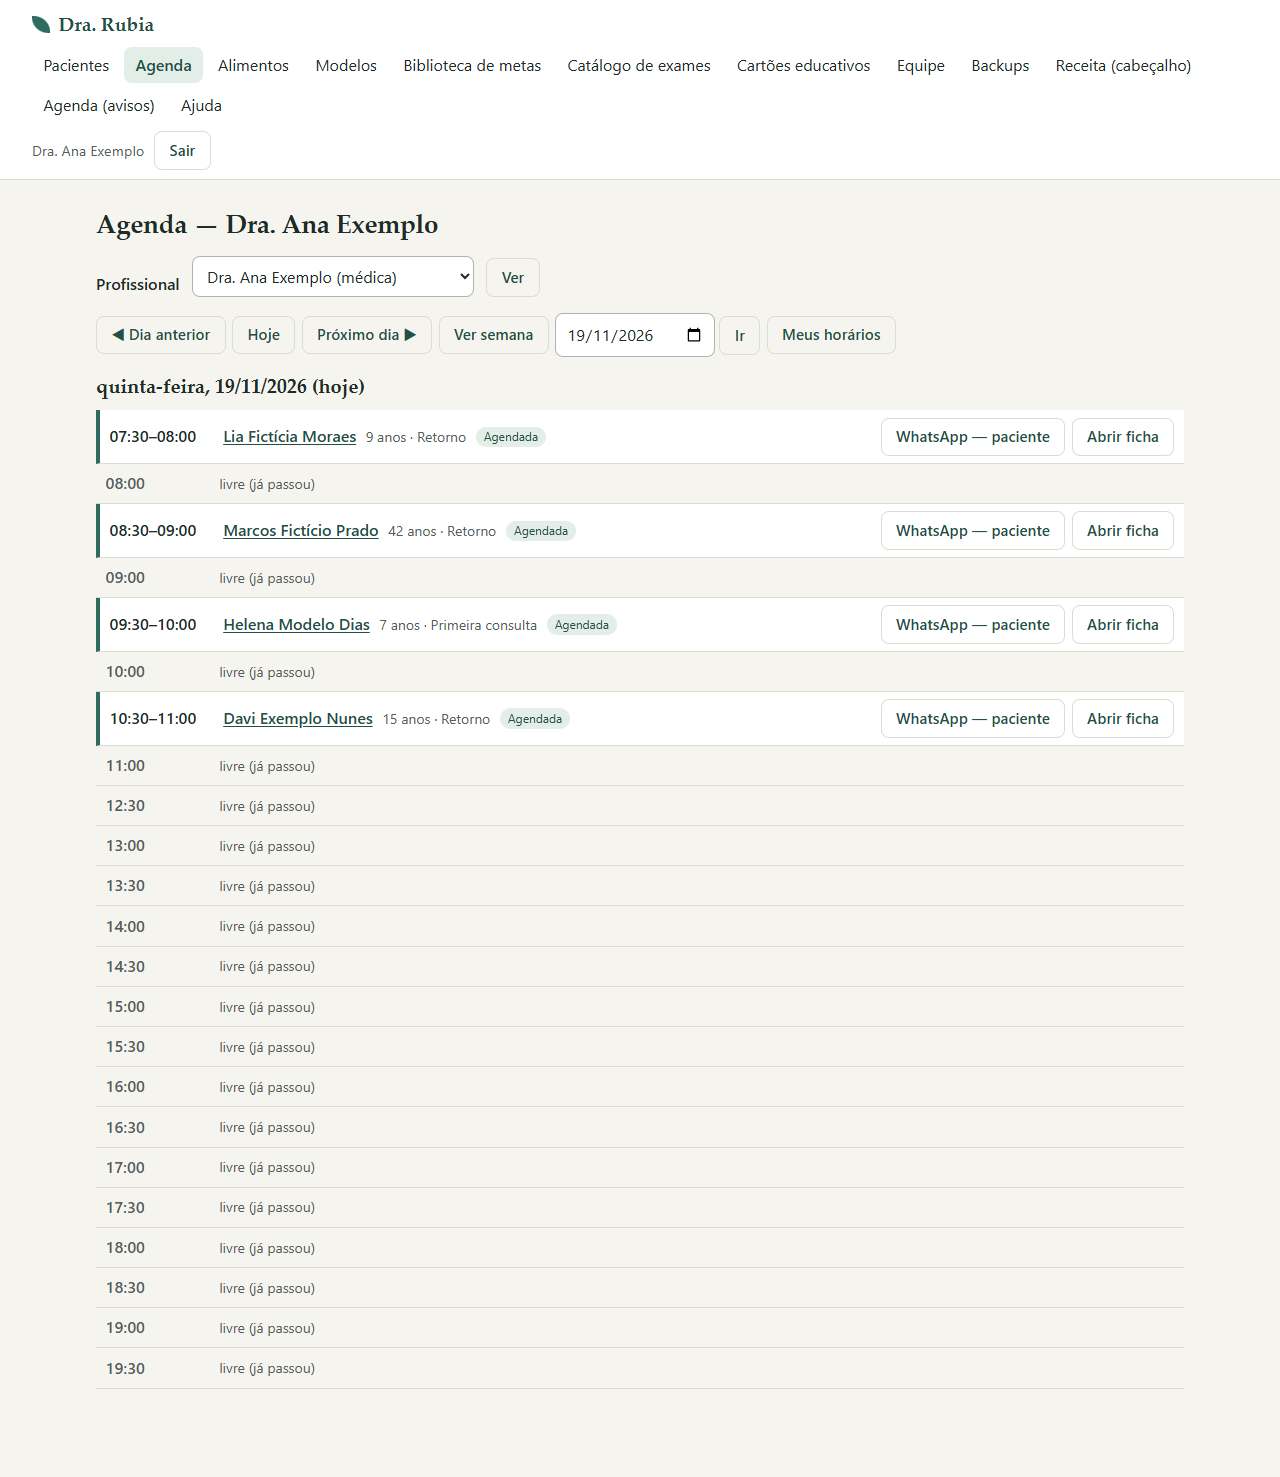 Dra. Rubia
Pacientes Agenda Alimentos Modelos Biblioteca de metas Catálogo de exames Cartões educativos Equipe Backups Receita (cabeçalho)
Agenda (avisos) Ajuda
Dra. Ana Exemplo Sair
Agenda — Dra. Ana Exemplo
Profissional Dra. Ana Exemplo (médica) Ver
◀ Dia anterior Hoje Próximo dia ▶ Ver semana 19/11/2026 Ir Meus horários
quinta-feira, 19/11/2026 (hoje)
07:30–08:00 Lia Fictícia Moraes 9 anos · Retorno Agendada WhatsApp — paciente Abrir ficha
08:00 livre (já passou)
08:30–09:00 Marcos Fictício Prado 42 anos · Retorno Agendada WhatsApp — paciente Abrir ficha
09:00 livre (já passou)
09:30–10:00 Helena Modelo Dias 7 anos · Primeira consulta Agendada WhatsApp — paciente Abrir ficha
10:00 livre (já passou)
10:30–11:00 Davi Exemplo Nunes 15 anos · Retorno Agendada WhatsApp — paciente Abrir ficha
11:00 livre (já passou)
12:30 livre (já passou)
13:00 livre (já passou)
13:30 livre (já passou)
14:00 livre (já passou)
14:30 livre (já passou)
15:00 livre (já passou)
15:30 livre (já passou)
16:00 livre (já passou)
16:30 livre (já passou)
17:00 livre (já passou)
17:30 livre (já passou)
18:00 livre (já passou)
18:30 livre (já passou)
19:00 livre (já passou)
19:30 livre (já passou)